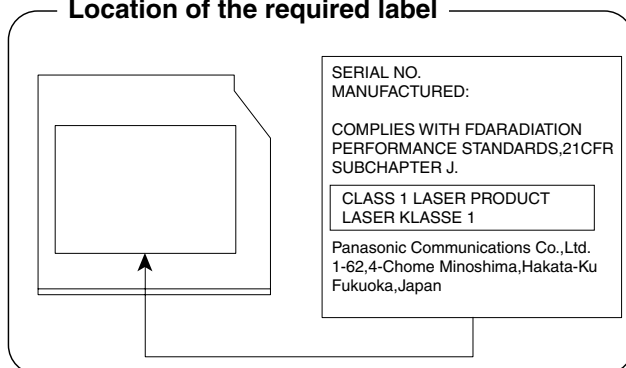 Location of the required label
SERIAL NO.
MANUFACTURED:
COMPLIES WITH FDARADIATION
PERFORMANCE STANDARDS,21CFR
SUBCHAPTER J.
CLASS 1 LASER PRODUCT
LASER KLASSE 1
Panasonic Communications Co.,Ltd.
1-62,4-Chome Minoshima,Hakata-Ku
Fukuoka,Japan